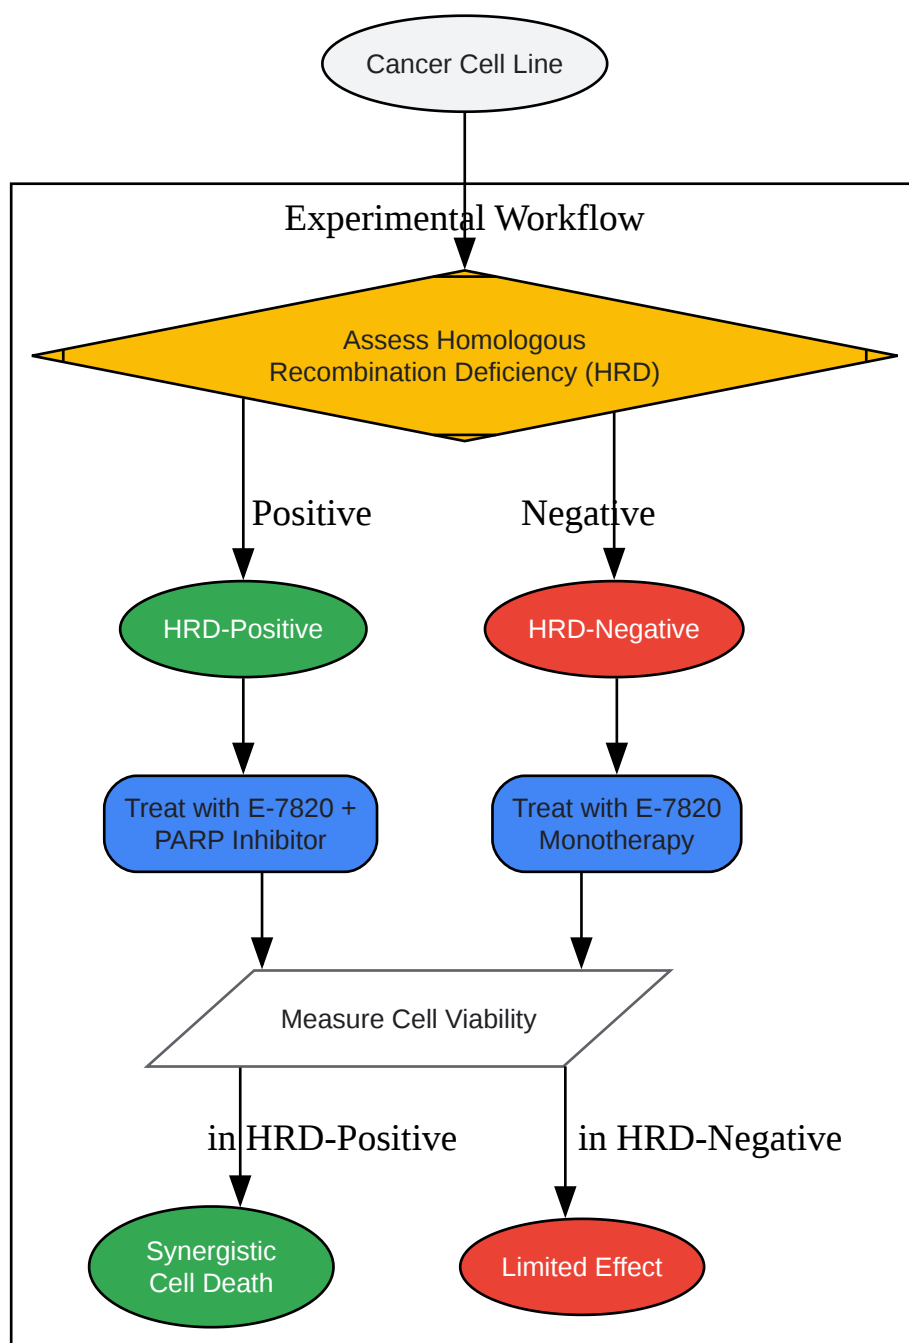 Cancer Cell Line
Experimental Workflow
Assess Homologous
Recombination Deficiency (HRD)
Positive
Negative
HRD-Positive
HRD-Negative
Treat with E-7820 +
PARP Inhibitor
Treat with E-7820
Monotherapy
Measure Cell Viability
in HRD-Positive
in HRD-Negative
Synergistic
Cell Death
Limited Effect